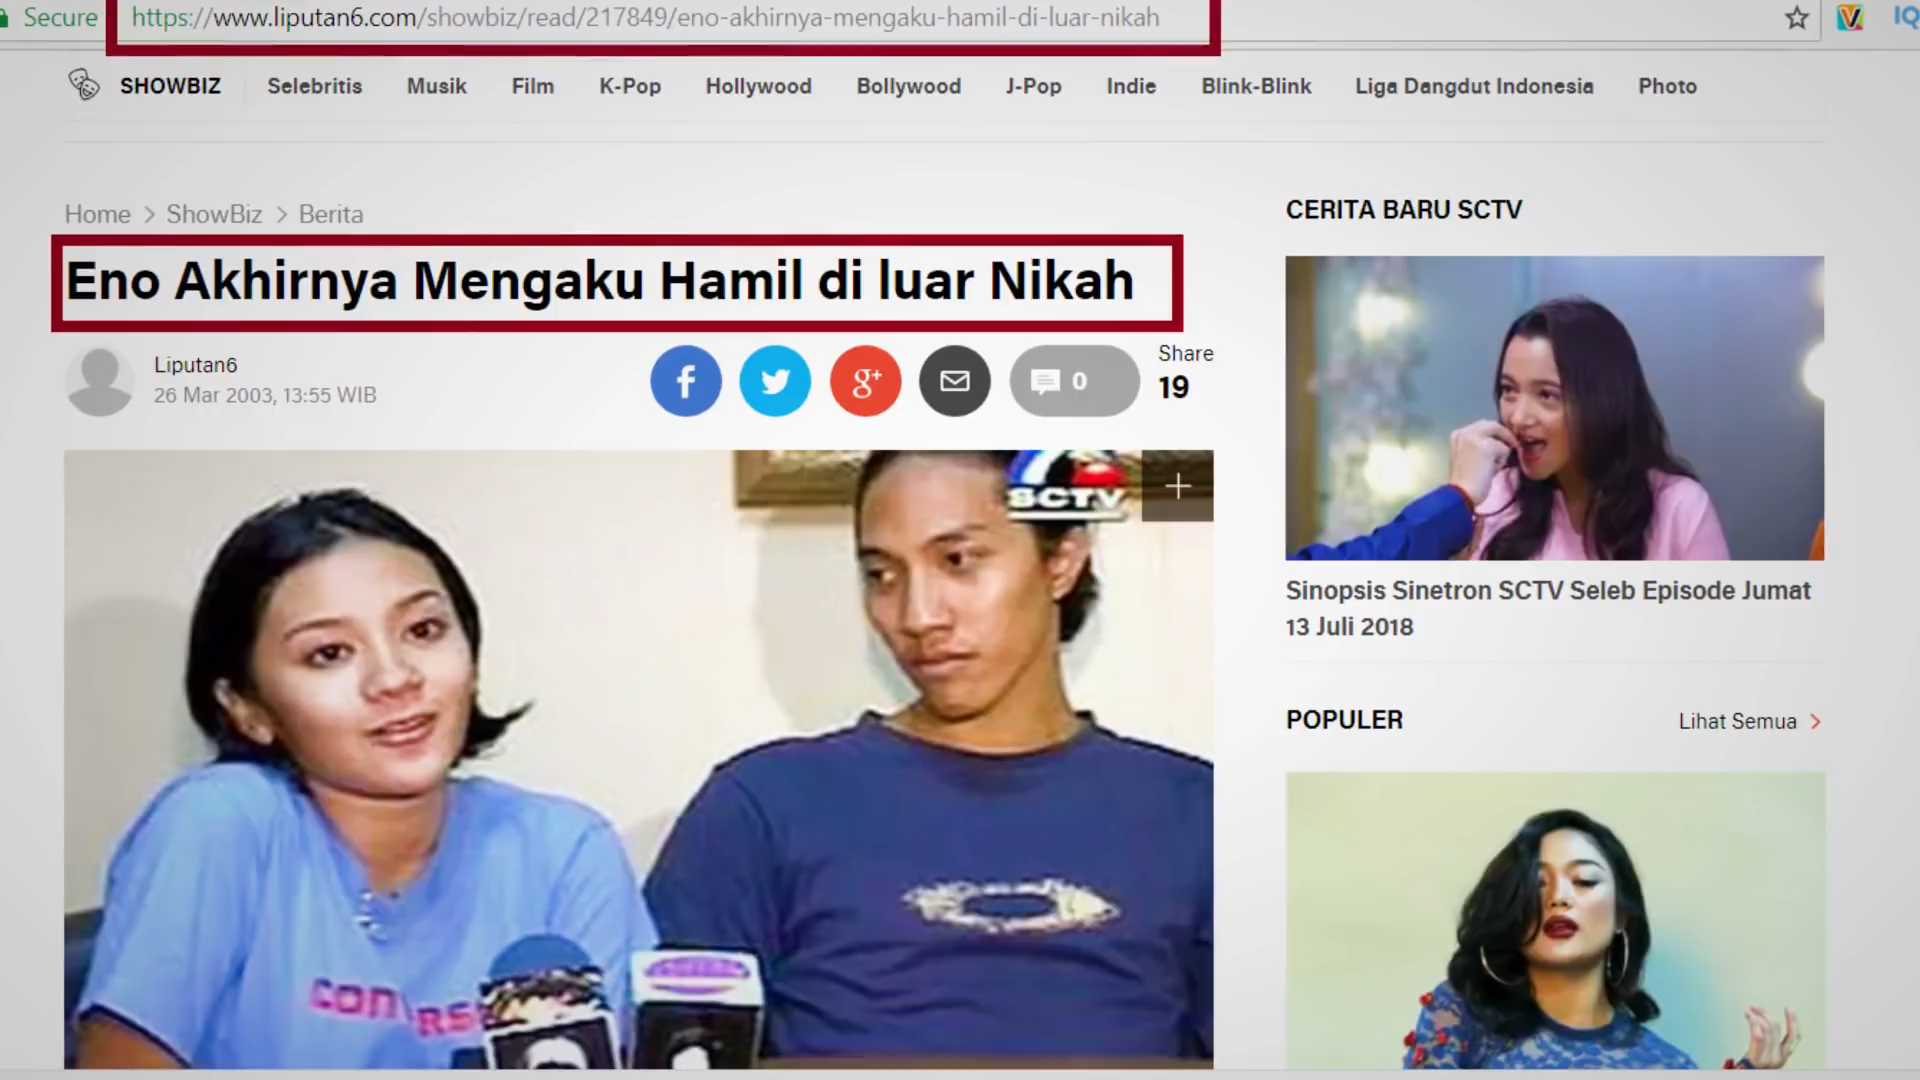 Secure
https://www.liputan6.com/showbiz/read/217849/eno-akhirnya-mengaku-hamil-di-luar-nikah
SHOWBIZ Selebritis Musik Film K-Pop Hollywood Bollywood J-Pop Indie Blink-Blink Liga Dangdut Indonesia Photo
Home > ShowBiz > Berita
Eno Akhirnya Mengaku Hamil di luar Nikah
Liputan6
26 Mar 2003, 13:55 WIB
0
Share
19
SCTV
CERITA BARU SCTV
Sinopsis Sinetron SCTV Seleb Episode Jumat
13 Juli 2018
POPULER
Lihat Semua >